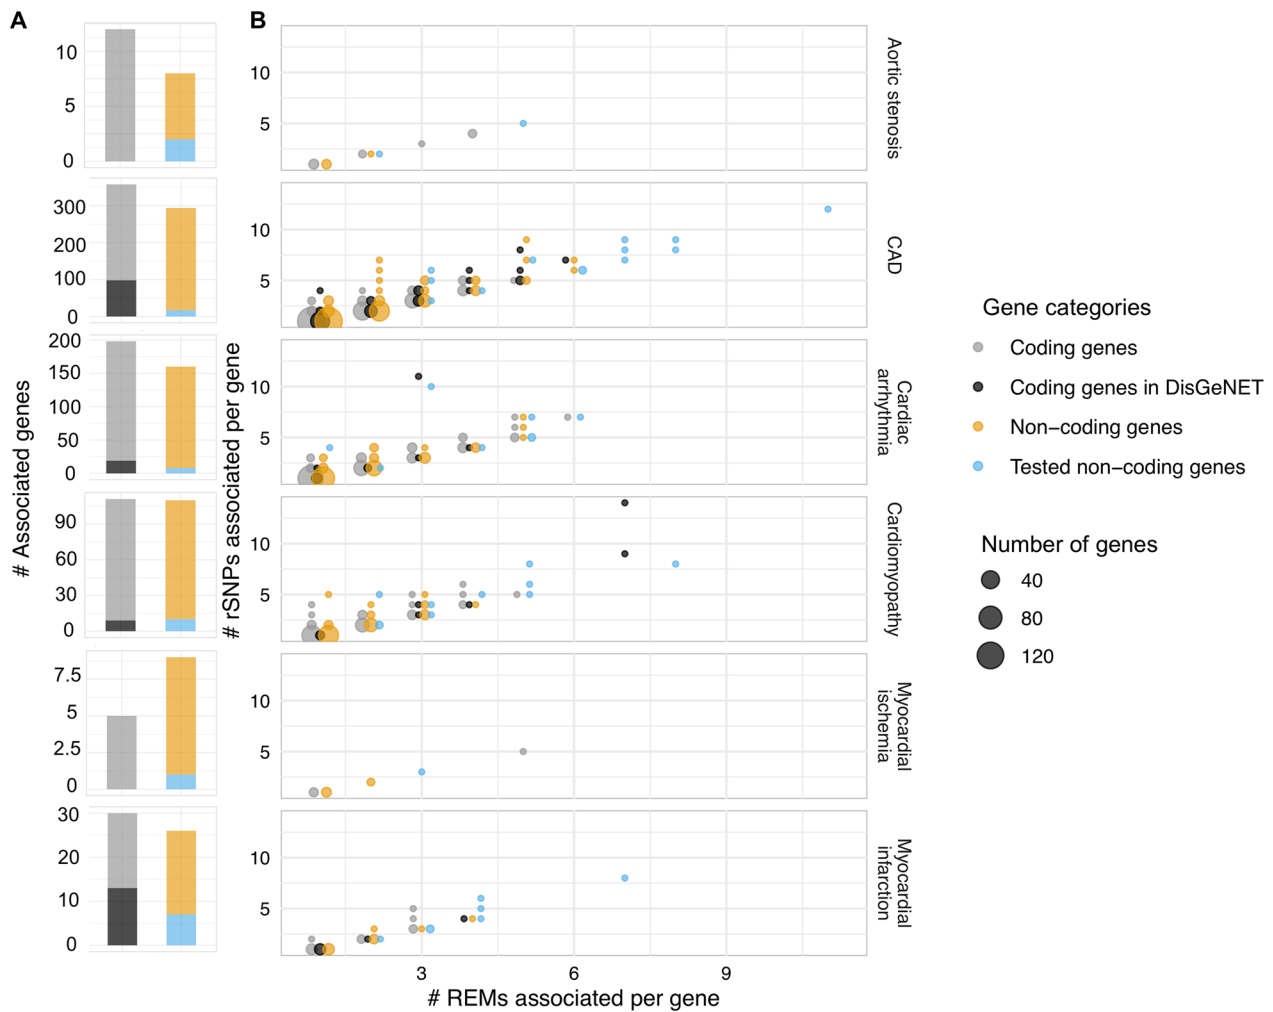 A
B
# Associated genes
# rSNPs associated per gene
10
5
0
10
5
Aortic stenosis
300
200
100
0
10
5
CAD
200
150
100
50
0
10
5
Cardiac
arrhythmia
90
60
30
0
10
5
Cardiomyopathy
7.5
5
2.5
0
10
5
Myocardial
ischemia
30
20
10
0
10
5
Myocardial
infarction
3
6
9
# REMs associated per gene
Gene categories
Coding genes
Coding genes in DisGeNET
Non−coding genes
Tested non−coding genes
Number of genes
40
80
120